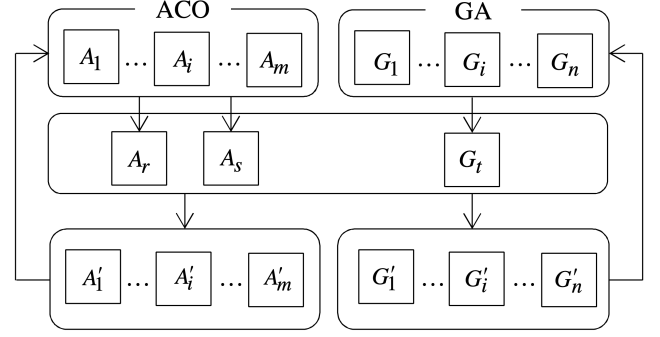 ACO GA
A1 ... Ai ... Am G1 ... Gi ... Gn
Ar As Gt
A′1 ... A′i ... A′m G′1 ... G′i ... G′n